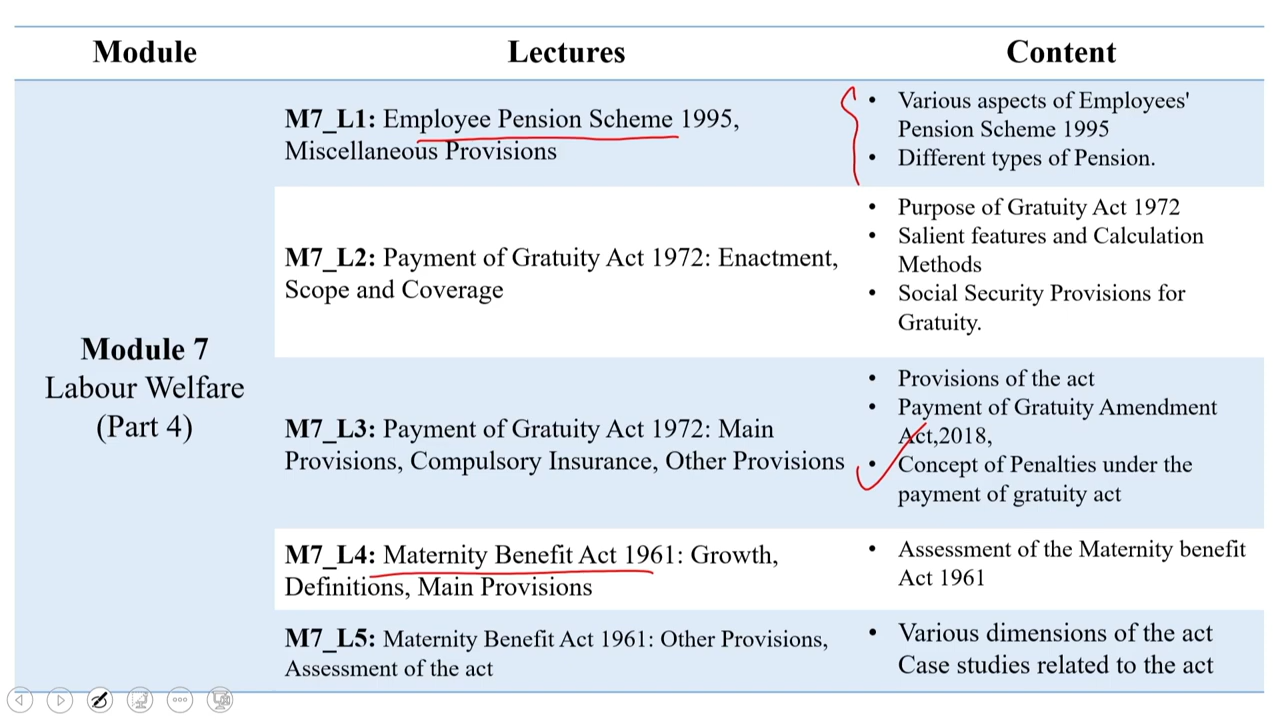 Module
Lectures
Content
Module 7
Labour Welfare
(Part 4)
M7_L1: Employee Pension Scheme 1995,
Miscellaneous Provisions
• Various aspects of Employees'
Pension Scheme 1995
• Different types of Pension.
M7_L2: Payment of Gratuity Act 1972: Enactment,
Scope and Coverage
• Purpose of Gratuity Act 1972
• Salient features and Calculation
Methods
• Social Security Provisions for
Gratuity.
M7_L3: Payment of Gratuity Act 1972: Main
Provisions, Compulsory Insurance, Other Provisions
• Provisions of the act
• Payment of Gratuity Amendment
Act,2018,
• Concept of Penalties under the
payment of gratuity act
M7_L4: Maternity Benefit Act 1961: Growth,
Definitions, Main Provisions
• Assessment of the Maternity benefit
Act 1961
M7_L5: Maternity Benefit Act 1961: Other Provisions,
Assessment of the act
• Various dimensions of the act
Case studies related to the act